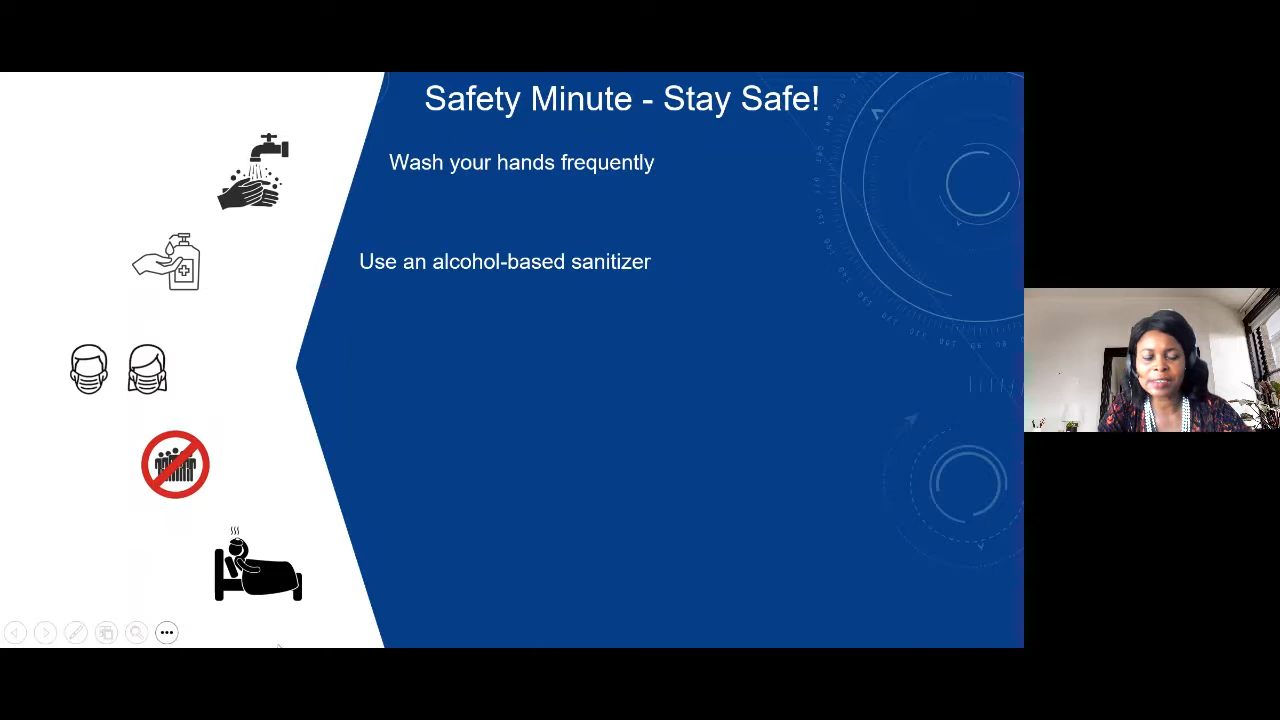 Safety Minute - Stay Safe!
Wash your hands frequently
Use an alcohol-based sanitizer